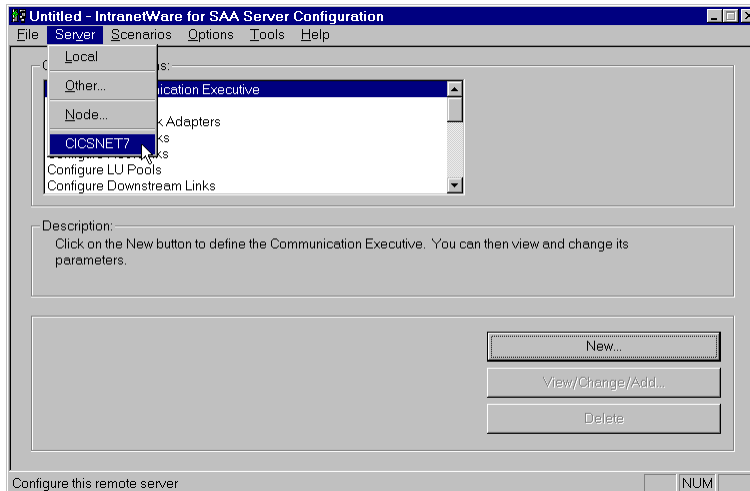 Untitled - IntranetWare for SAA Server Configuration
File Server Scenarios Options Tools Help
Local
Other...
Node...
CICSNET7
s:
ication Executive
k Adapters
ks
ks
Configure LU Pools
Configure Downstream Links
Description:
Click on the New button to define the Communication Executive. You can then view and change its
parameters.
New...
View/Change/Add...
Delete
Configure this remote server
NUM